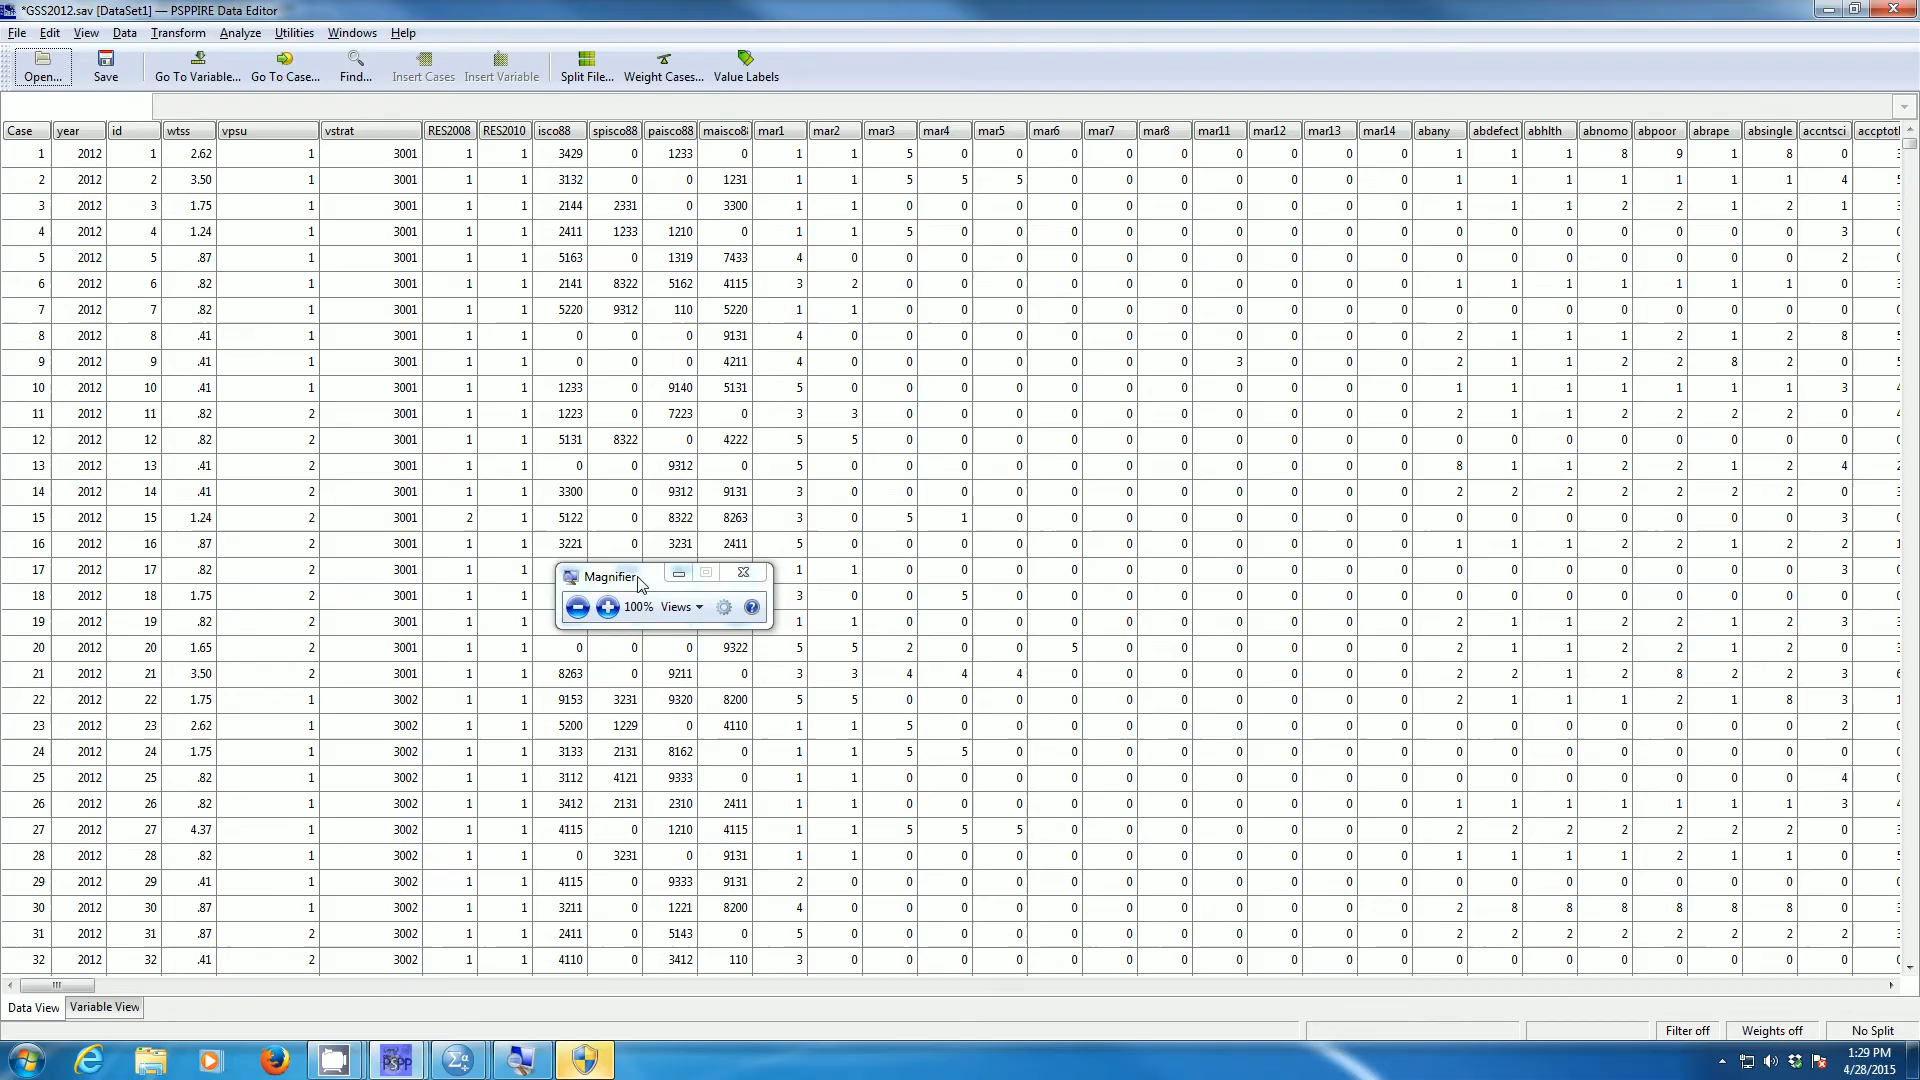 *GSS2012.sav [DataSet1] — PSPPIRE Data Editor
File Edit View Data Transform Analyze Utilities Windows Help
Open... Save Go To Variable... Go To Case... Find... Insert Cases Insert Variable Split File... Weight Cases... Value Labels
Case year id wtss vpsu vstrat RES2008 RES2010 isco88 spisco88 paisco88 maisco8 mar1 mar2 mar3 mar4 mar5 mar6 mar7 mar8 mar11 mar12 mar13 mar14 abany abdefect abhlth abnomo abpoor abrape absingle accntsci accptot
1 2012 1 2.62 1 3001 1 1 3429 0 1233 0 1 1 5 0 0 0 0 0 0 0 0 0 1 1 1 8 9 1 8 0
2 2012 2 3.50 1 3001 1 1 3132 0 0 1231 1 1 5 5 5 0 0 0 0 0 0 0 1 1 1 1 1 1 1 4
3 2012 3 1.75 1 3001 1 1 2144 2331 0 3300 1 1 0 0 0 0 0 0 0 0 0 0 1 1 1 2 2 1 2 1
4 2012 4 1.24 1 3001 1 1 2411 1233 1210 0 1 1 5 0 0 0 0 0 0 0 0 0 0 0 0 0 0 0 0 3
5 2012 5 .87 1 3001 1 1 5163 0 1319 7433 4 0 0 0 0 0 0 0 0 0 0 0 0 0 0 0 0 0 0 2
6 2012 6 .82 1 3001 1 1 2141 8322 5162 4115 3 2 0 0 0 0 0 0 0 0 0 0 1 1 1 1 1 1 1 0
7 2012 7 .82 1 3001 1 1 5220 9312 110 5220 1 1 0 0 0 0 0 0 0 0 0 0 0 0 0 0 0 0 0 0
8 2012 8 .41 1 3001 1 1 0 0 0 9131 4 0 0 0 0 0 0 0 0 0 0 0 2 1 1 1 2 1 2 8
9 2012 9 .41 1 3001 1 1 0 0 0 4211 4 0 0 0 0 0 0 0 3 0 0 0 2 1 1 2 2 8 2 0
10 2012 10 .41 1 3001 1 1 1233 0 9140 5131 5 0 0 0 0 0 0 0 0 0 0 0 1 1 1 1 1 1 1 3
11 2012 11 .82 2 3001 1 1 1223 0 7223 0 3 3 0 0 0 0 0 0 0 0 0 0 2 1 1 2 2 2 2 0
12 2012 12 .82 2 3001 1 1 5131 8322 0 4222 5 5 0 0 0 0 0 0 0 0 0 0 0 0 0 0 0 0 0 0
13 2012 13 .41 2 3001 1 1 0 0 9312 0 5 0 0 0 0 0 0 0 0 0 0 0 8 1 1 2 2 1 2 4
14 2012 14 .41 2 3001 1 1 3300 0 9312 9131 3 0 0 0 0 0 0 0 0 0 0 0 2 2 2 2 2 2 2 0
15 2012 15 1.24 2 3001 2 1 5122 0 8322 8263 3 0 5 1 0 0 0 0 0 0 0 0 0 0 0 0 0 0 0 3
16 2012 16 .87 2 3001 1 1 3221 0 3231 2411 5 0 0 0 0 0 0 0 0 0 0 0 1 1 1 2 2 1 2 2
17 2012 17 .82 2 3001 1 1 1 1 0 0 0 0 0 0 0 0 0 0 0 0 0 0 0 0 0 3
Magnifier
18 2012 18 1.75 2 3001 1 1 3 0 0 5 0 0 0 0 0 0 0 0 0 0 0 0 0 0 0 0
100% Views
19 2012 19 .82 2 3001 1 1 1 1 0 0 0 0 0 0 0 0 0 0 2 1 1 2 2 1 2 3
20 2012 20 1.65 2 3001 1 1 0 0 0 9322 5 5 2 0 0 5 0 0 0 0 0 0 2 1 1 2 2 1 2 0
21 2012 21 3.50 2 3001 1 1 8263 0 9211 0 3 3 4 4 4 0 0 0 0 0 0 0 2 2 1 2 8 2 2 3
22 2012 22 1.75 1 3002 1 1 9153 3231 9320 8200 5 5 0 0 0 0 0 0 0 0 0 0 2 1 1 1 2 1 8 3
23 2012 23 2.62 1 3002 1 1 5200 1229 0 4110 1 1 5 0 0 0 0 0 0 0 0 0 0 0 0 0 0 0 0 2
24 2012 24 1.75 1 3002 1 1 3133 2131 8162 0 1 1 5 5 0 0 0 0 0 0 0 0 0 0 0 0 0 0 0 0
25 2012 25 .82 1 3002 1 1 3112 4121 9333 0 1 1 0 0 0 0 0 0 0 0 0 0 0 0 0 0 0 0 0 4
26 2012 26 .82 1 3002 1 1 3412 2131 2310 2411 1 1 0 0 0 0 0 0 0 0 0 0 1 1 1 1 1 1 1 3
27 2012 27 4.37 1 3002 1 1 4115 0 1210 4115 1 1 5 5 5 0 0 0 0 0 0 0 2 2 2 2 2 2 2 0
28 2012 28 .82 1 3002 1 1 0 3231 0 9131 1 1 0 0 0 0 0 0 0 0 0 0 1 1 1 1 2 1 1 0
29 2012 29 .41 1 3002 1 1 4115 0 9333 9131 2 0 0 0 0 0 0 0 0 0 0 0 0 0 0 0 0 0 0 0
30 2012 30 .87 1 3002 1 1 3211 0 1221 8200 4 0 0 0 0 0 0 0 0 0 0 0 2 8 8 8 8 8 8 0
31 2012 31 .87 2 3002 1 1 2411 0 5143 0 5 0 0 0 0 0 0 0 0 0 0 0 2 2 2 2 2 2 2 2
32 2012 32 .41 2 3002 1 1 4110 0 3412 110 3 0 0 0 0 0 0 0 0 0 0 0 0 0 0 0 0 0 0 0
Data View Variable View
Filter off Weights off No Split
PSPP
1:29 PM
4/28/2015